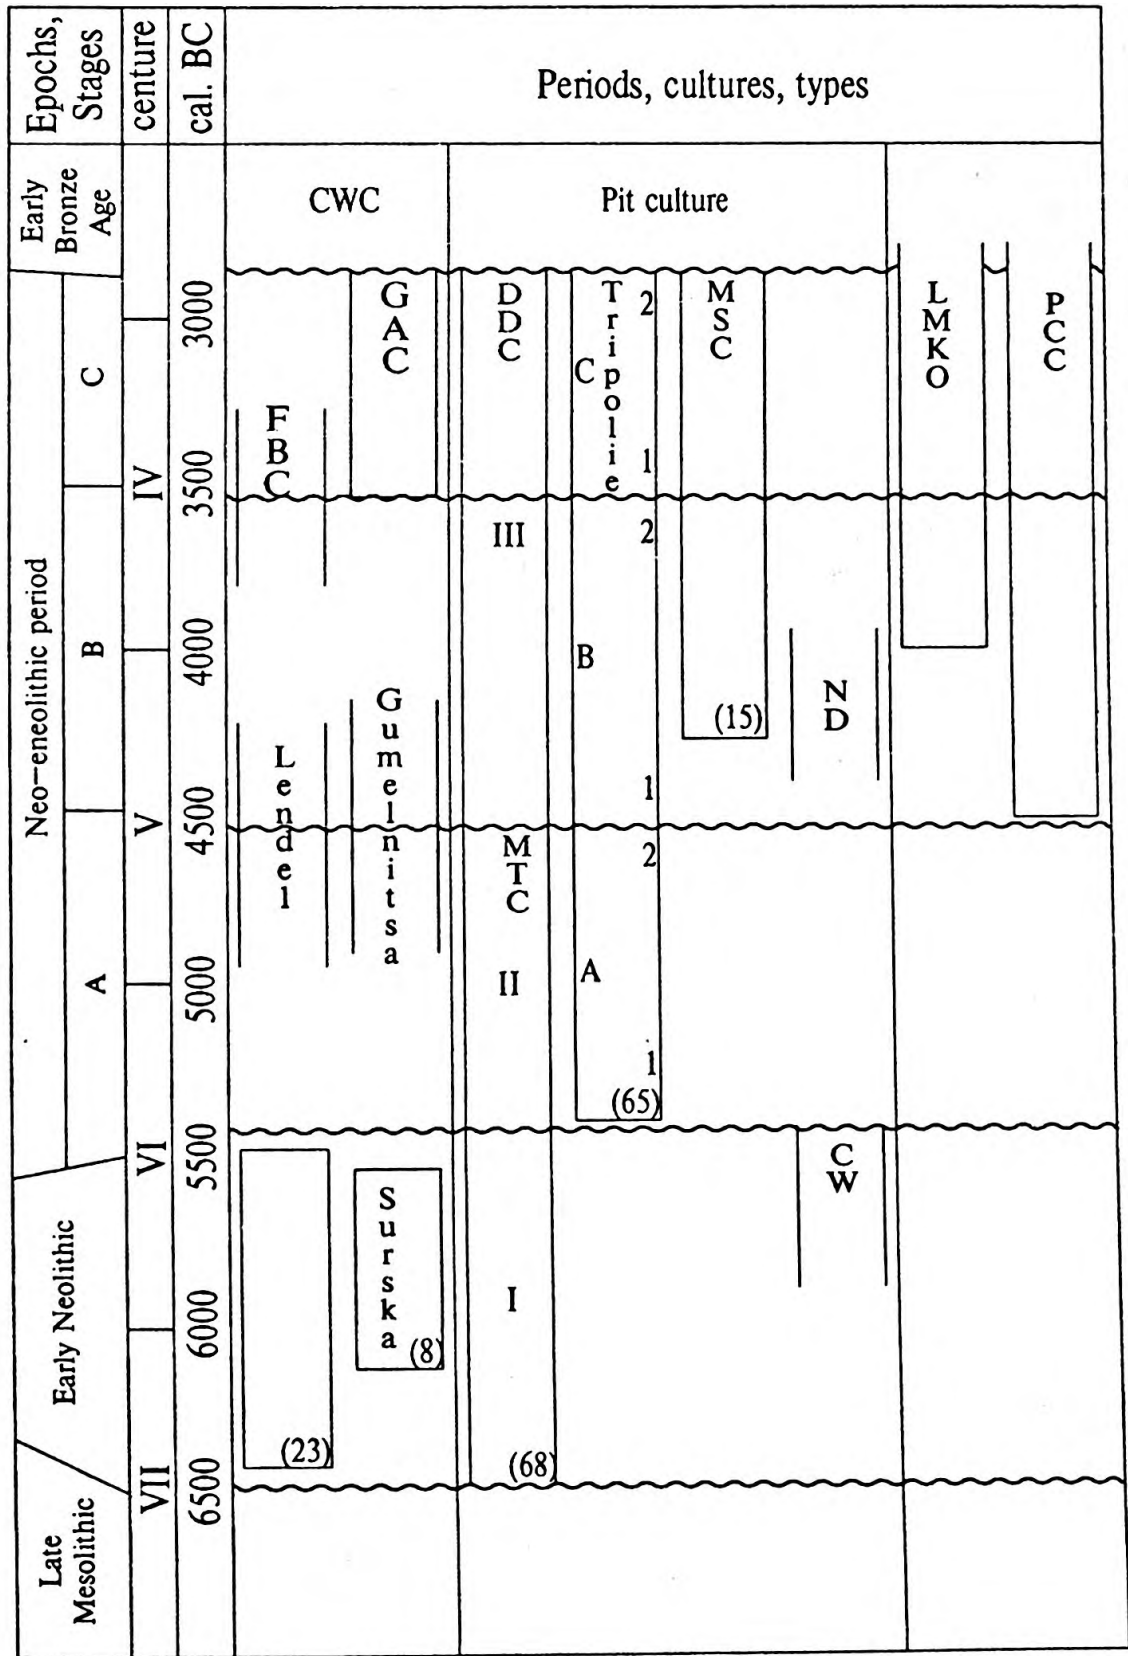 Epochs, Stages
centure
cal. BC
Periods, cultures, types
Early Bronze Age
CWC
Pit culture
Neo-eneolithic period
C
B
A
IV
V
VI
VII
3000
3500
4000
4500
5000
5500
6000
6500
GAC
FBC
DDC
III
Tripolie
2
C
1
2
B
1
2
A
1
(65)
MSC
(15)
LMKO
PCC
ND
Lendel
Gumelnitsa
MTC
II
CW
Surska
(8)
I
(23)
(68)
Early Neolithic
Late Mesolithic